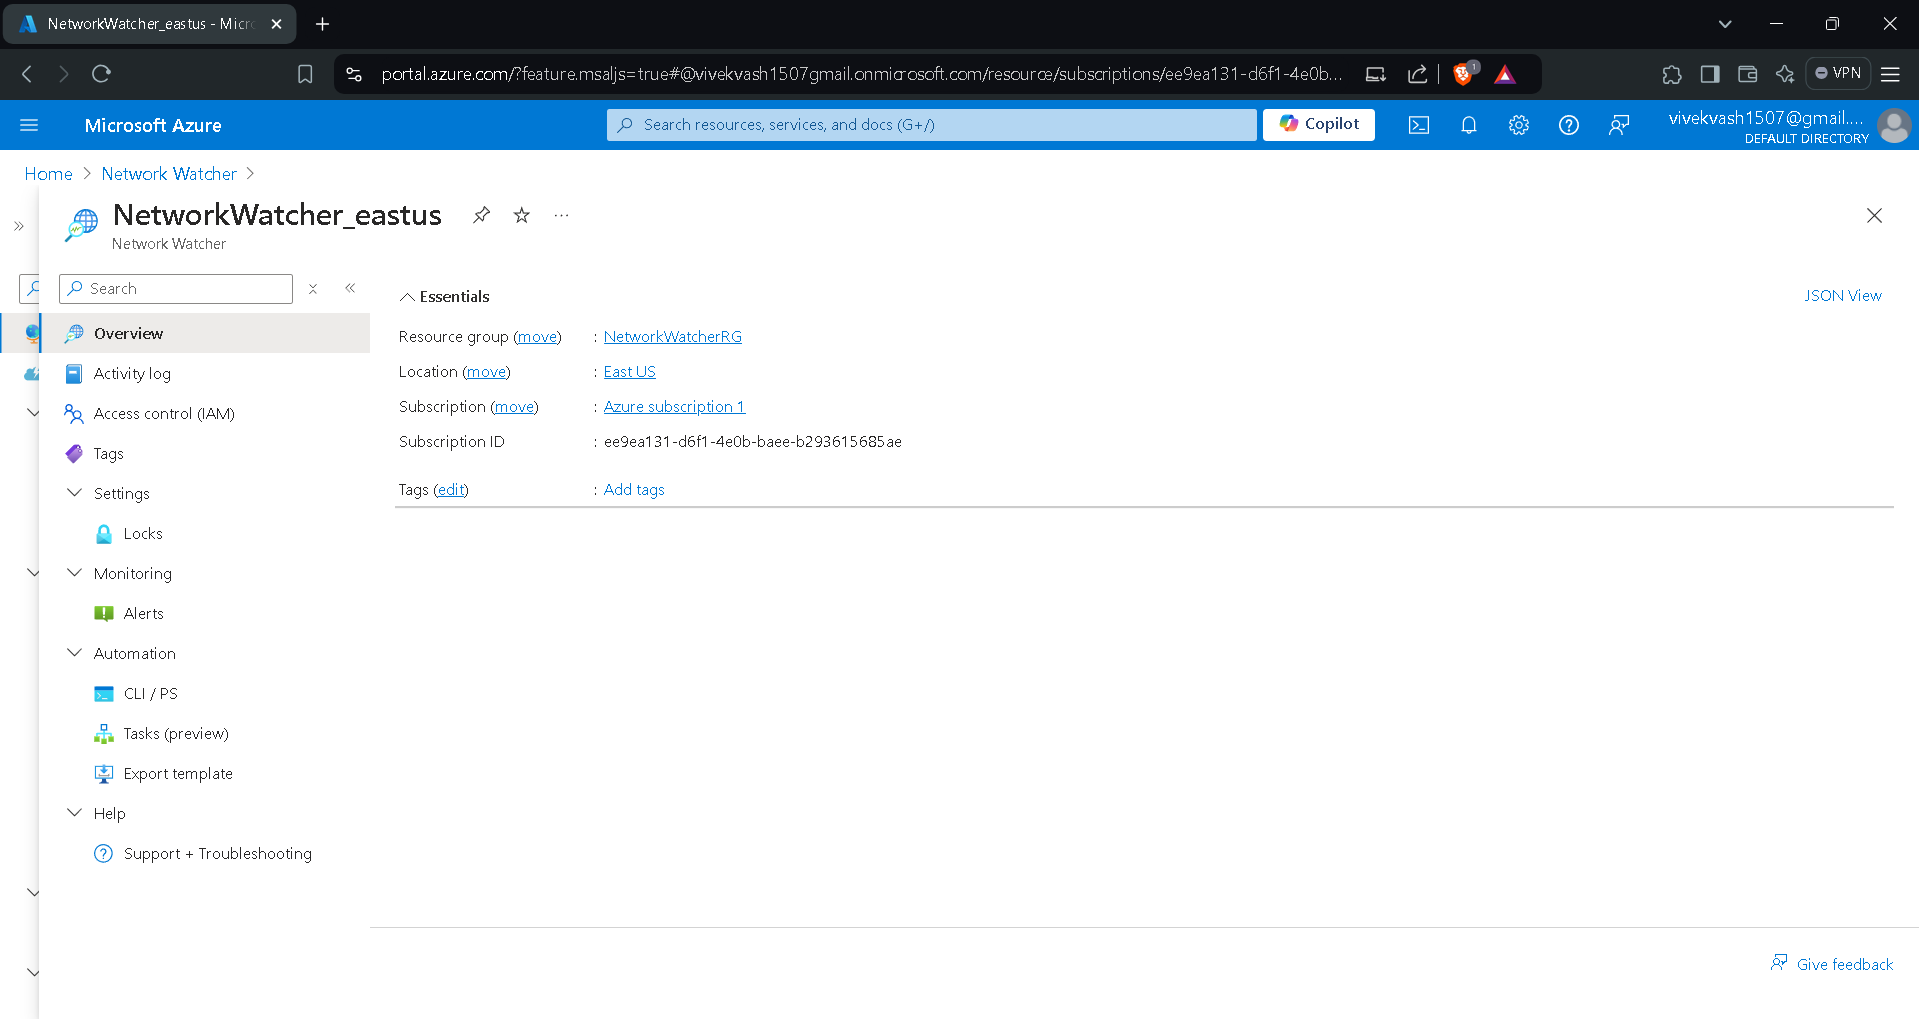 NetworkWatcher_eastus - Micro
portal.azure.com/?feature.msaljs=true#@vivekvash1507gmail.onmicrosoft.com/resource/subscriptions/ee9ea131-d6f1-4e0b...
1
VPN
Microsoft Azure
Search resources, services, and docs (G+/)
Copilot
vivekvash1507@gmail....
DEFAULT DIRECTORY
Home > Network Watcher >
NetworkWatcher_eastus
Network Watcher
Search
Overview
Activity log
Access control (IAM)
Tags
Settings
Locks
Monitoring
Alerts
Automation
CLI / PS
Tasks (preview)
Export template
Help
Support + Troubleshooting
Essentials
JSON View
Resource group (move) : NetworkWatcherRG
Location (move) : East US
Subscription (move) : Azure subscription 1
Subscription ID : ee9ea131-d6f1-4e0b-baee-b293615685ae
Tags (edit) : Add tags
Give feedback